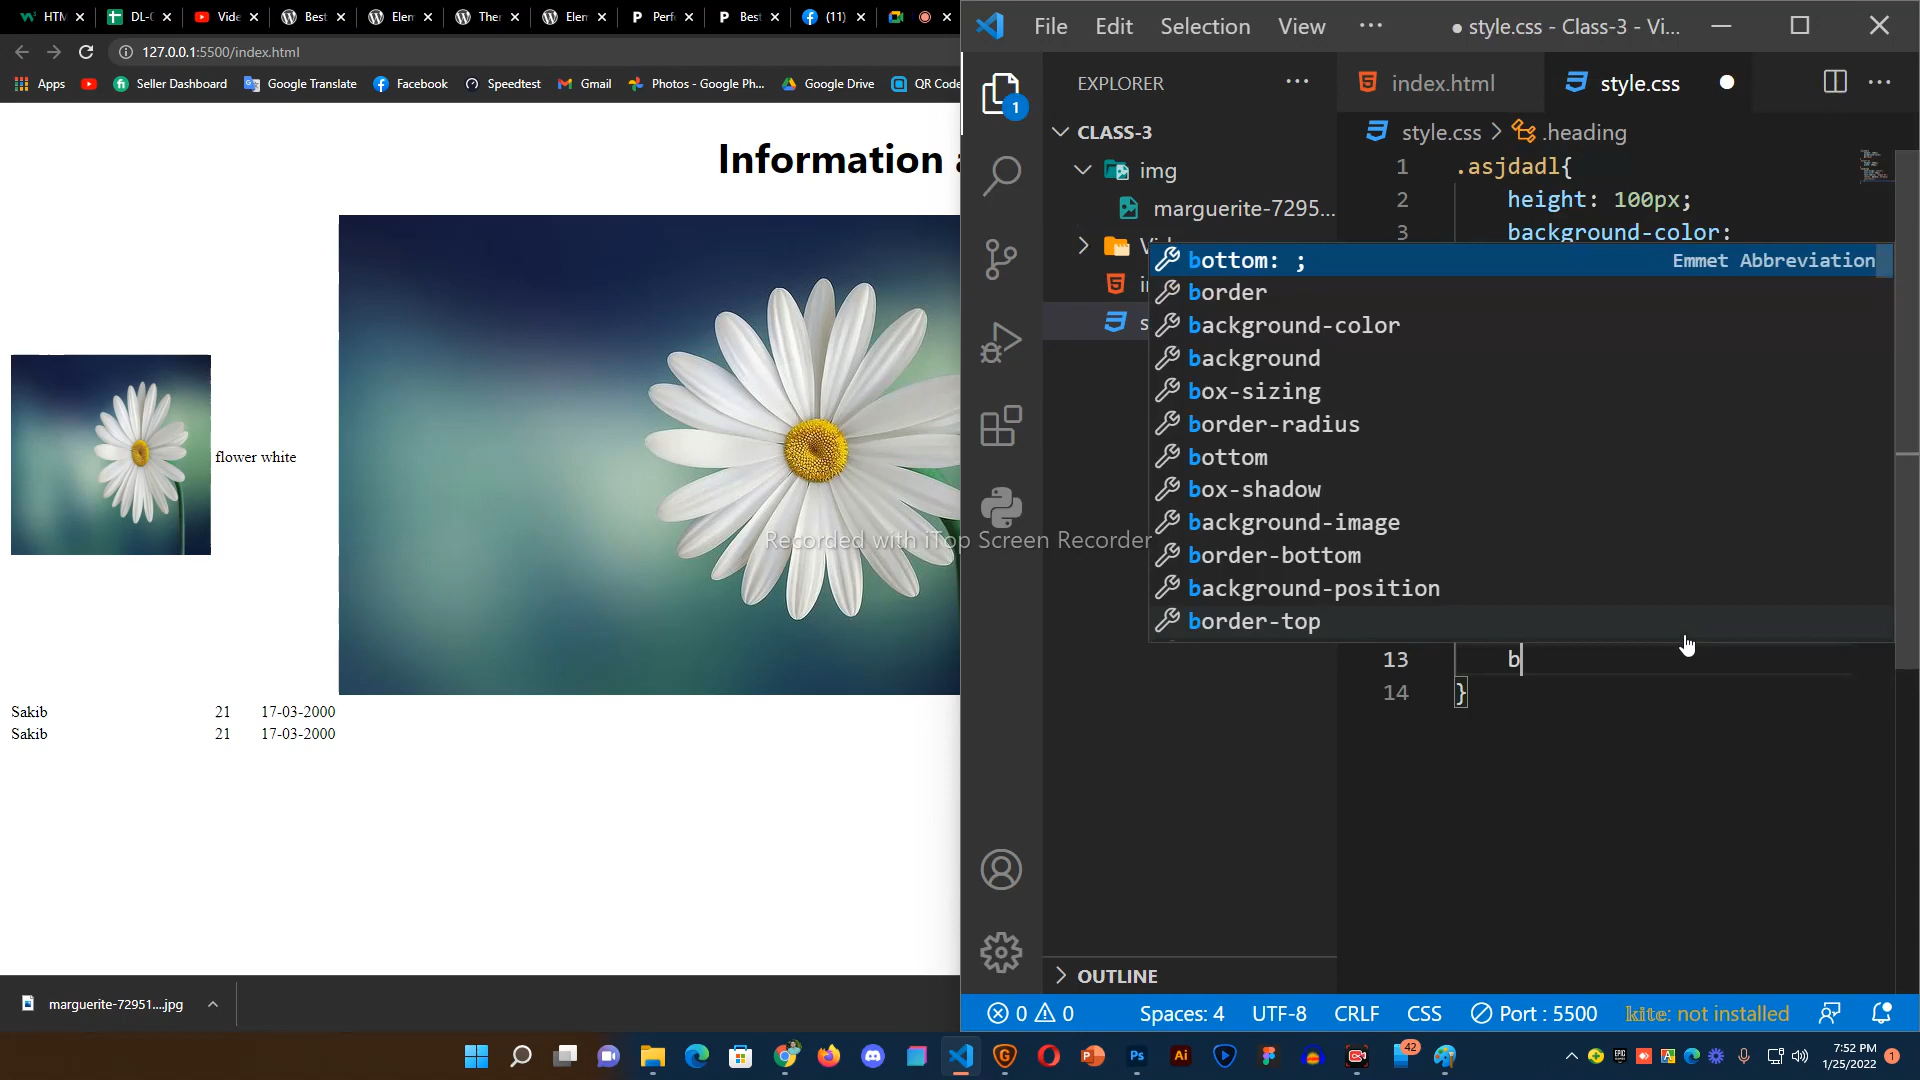 HTM
DL-(
Vide
Best
Elem
Ther
Elem
Perf
Best
(11)
127.0.0.1:5500/index.html
Apps
Seller Dashboard
Google Translate
Facebook
Speedtest
Gmail
Photos - Google Ph...
Google Drive
QR Code
Information
flower white
Sakib 21 17-03-2000
Sakib 21 17-03-2000
marguerite-72951....jpg
File Edit Selection View ···
● style.css - Class-3 - Vi...
EXPLORER
CLASS-3
img
marguerite-7295...
OUTLINE
index.html
style.css
style.css > .heading
1 .asjdadl{
2 height: 100px;
3 background-color:
bottom: ; Emmet Abbreviation
border
background-color
background
box-sizing
border-radius
bottom
box-shadow
background-image
border-bottom
background-position
border-top
13 b
14 }
Recorded with iTop Screen Recorder
0 0 Spaces: 4 UTF-8 CRLF CSS Port : 5500 kite: not installed
42
7:52 PM
1/25/2022
1